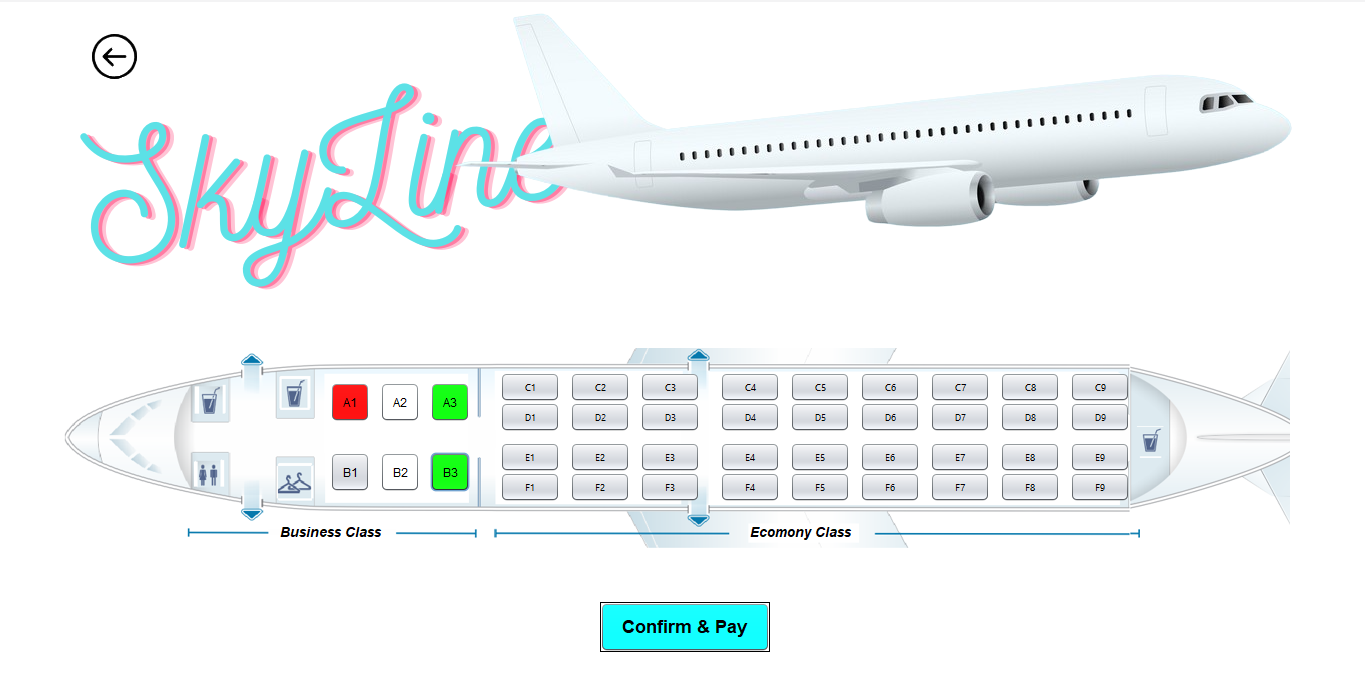 SkyLine
A1 A2 A3 C1 C2 C3 C4 C5 C6 C7 C8 C9
D1 D2 D3 D4 D5 D6 D7 D8 D9
B1 B2 B3 E1 E2 E3 E4 E5 E6 E7 E8 E9
F1 F2 F3 F4 F5 F6 F7 F8 F9
Business Class Ecomony Class
Confirm & Pay